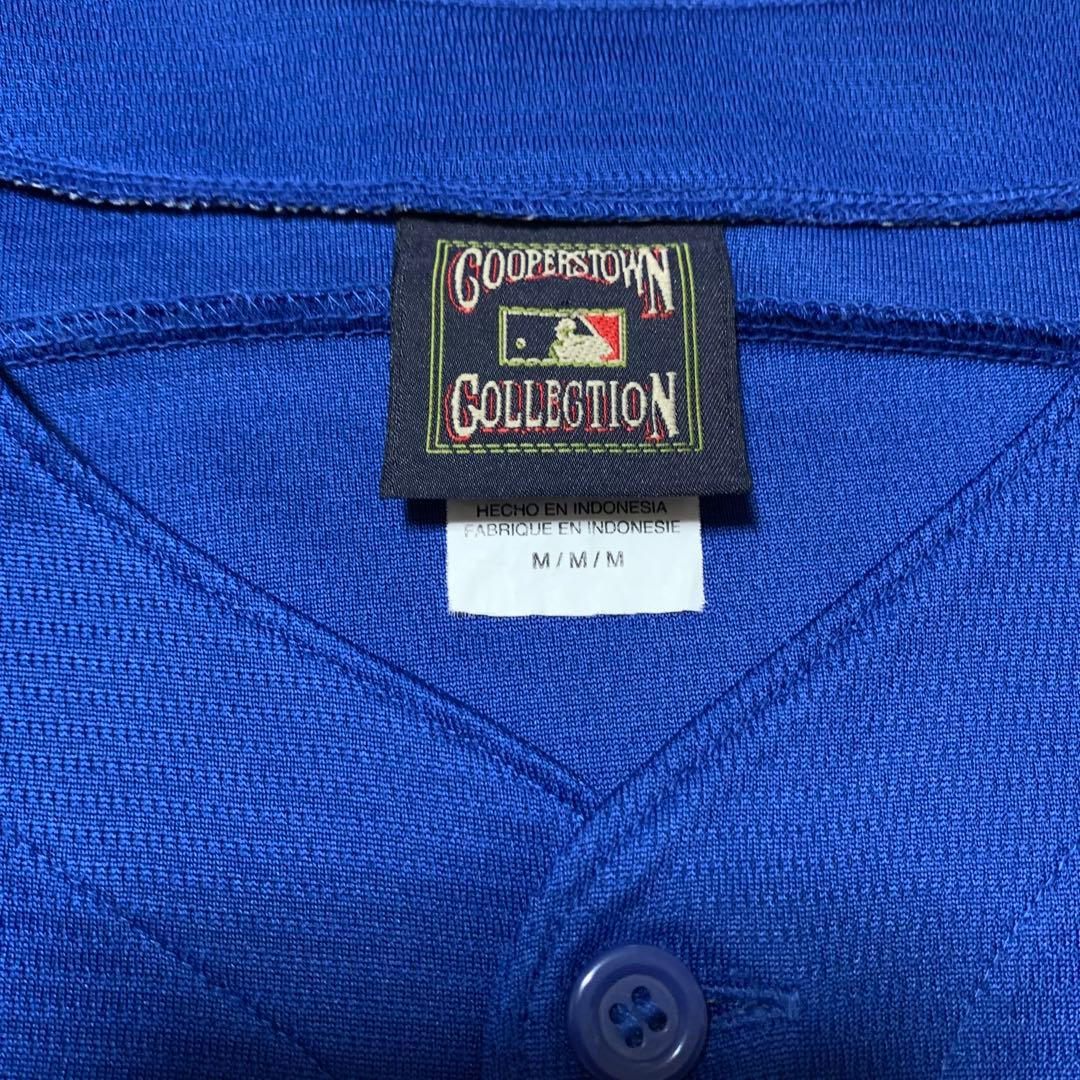 COOPERSTOWN
COLLECTION
HECHO EN INDONESIA
FABRIQUE EN INDONESIE
M / M / M